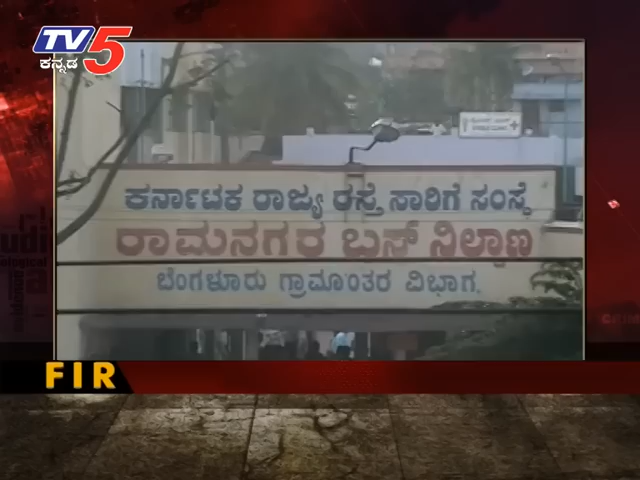 TV5
ಕನ್ನಡ
ಕರ್ನಾಟಕ ರಾಜ್ಯ ರಸ್ತೆ ಸಾರಿಗೆ ಸಂಸ್ಥೆ
ರಾಮನಗರ ಬಸ್ ನಿಲ್ದಾಣ
ಬೆಂಗಳೂರು ಗ್ರಾಮಾಂತರ ವಿಭಾಗ.
FIR